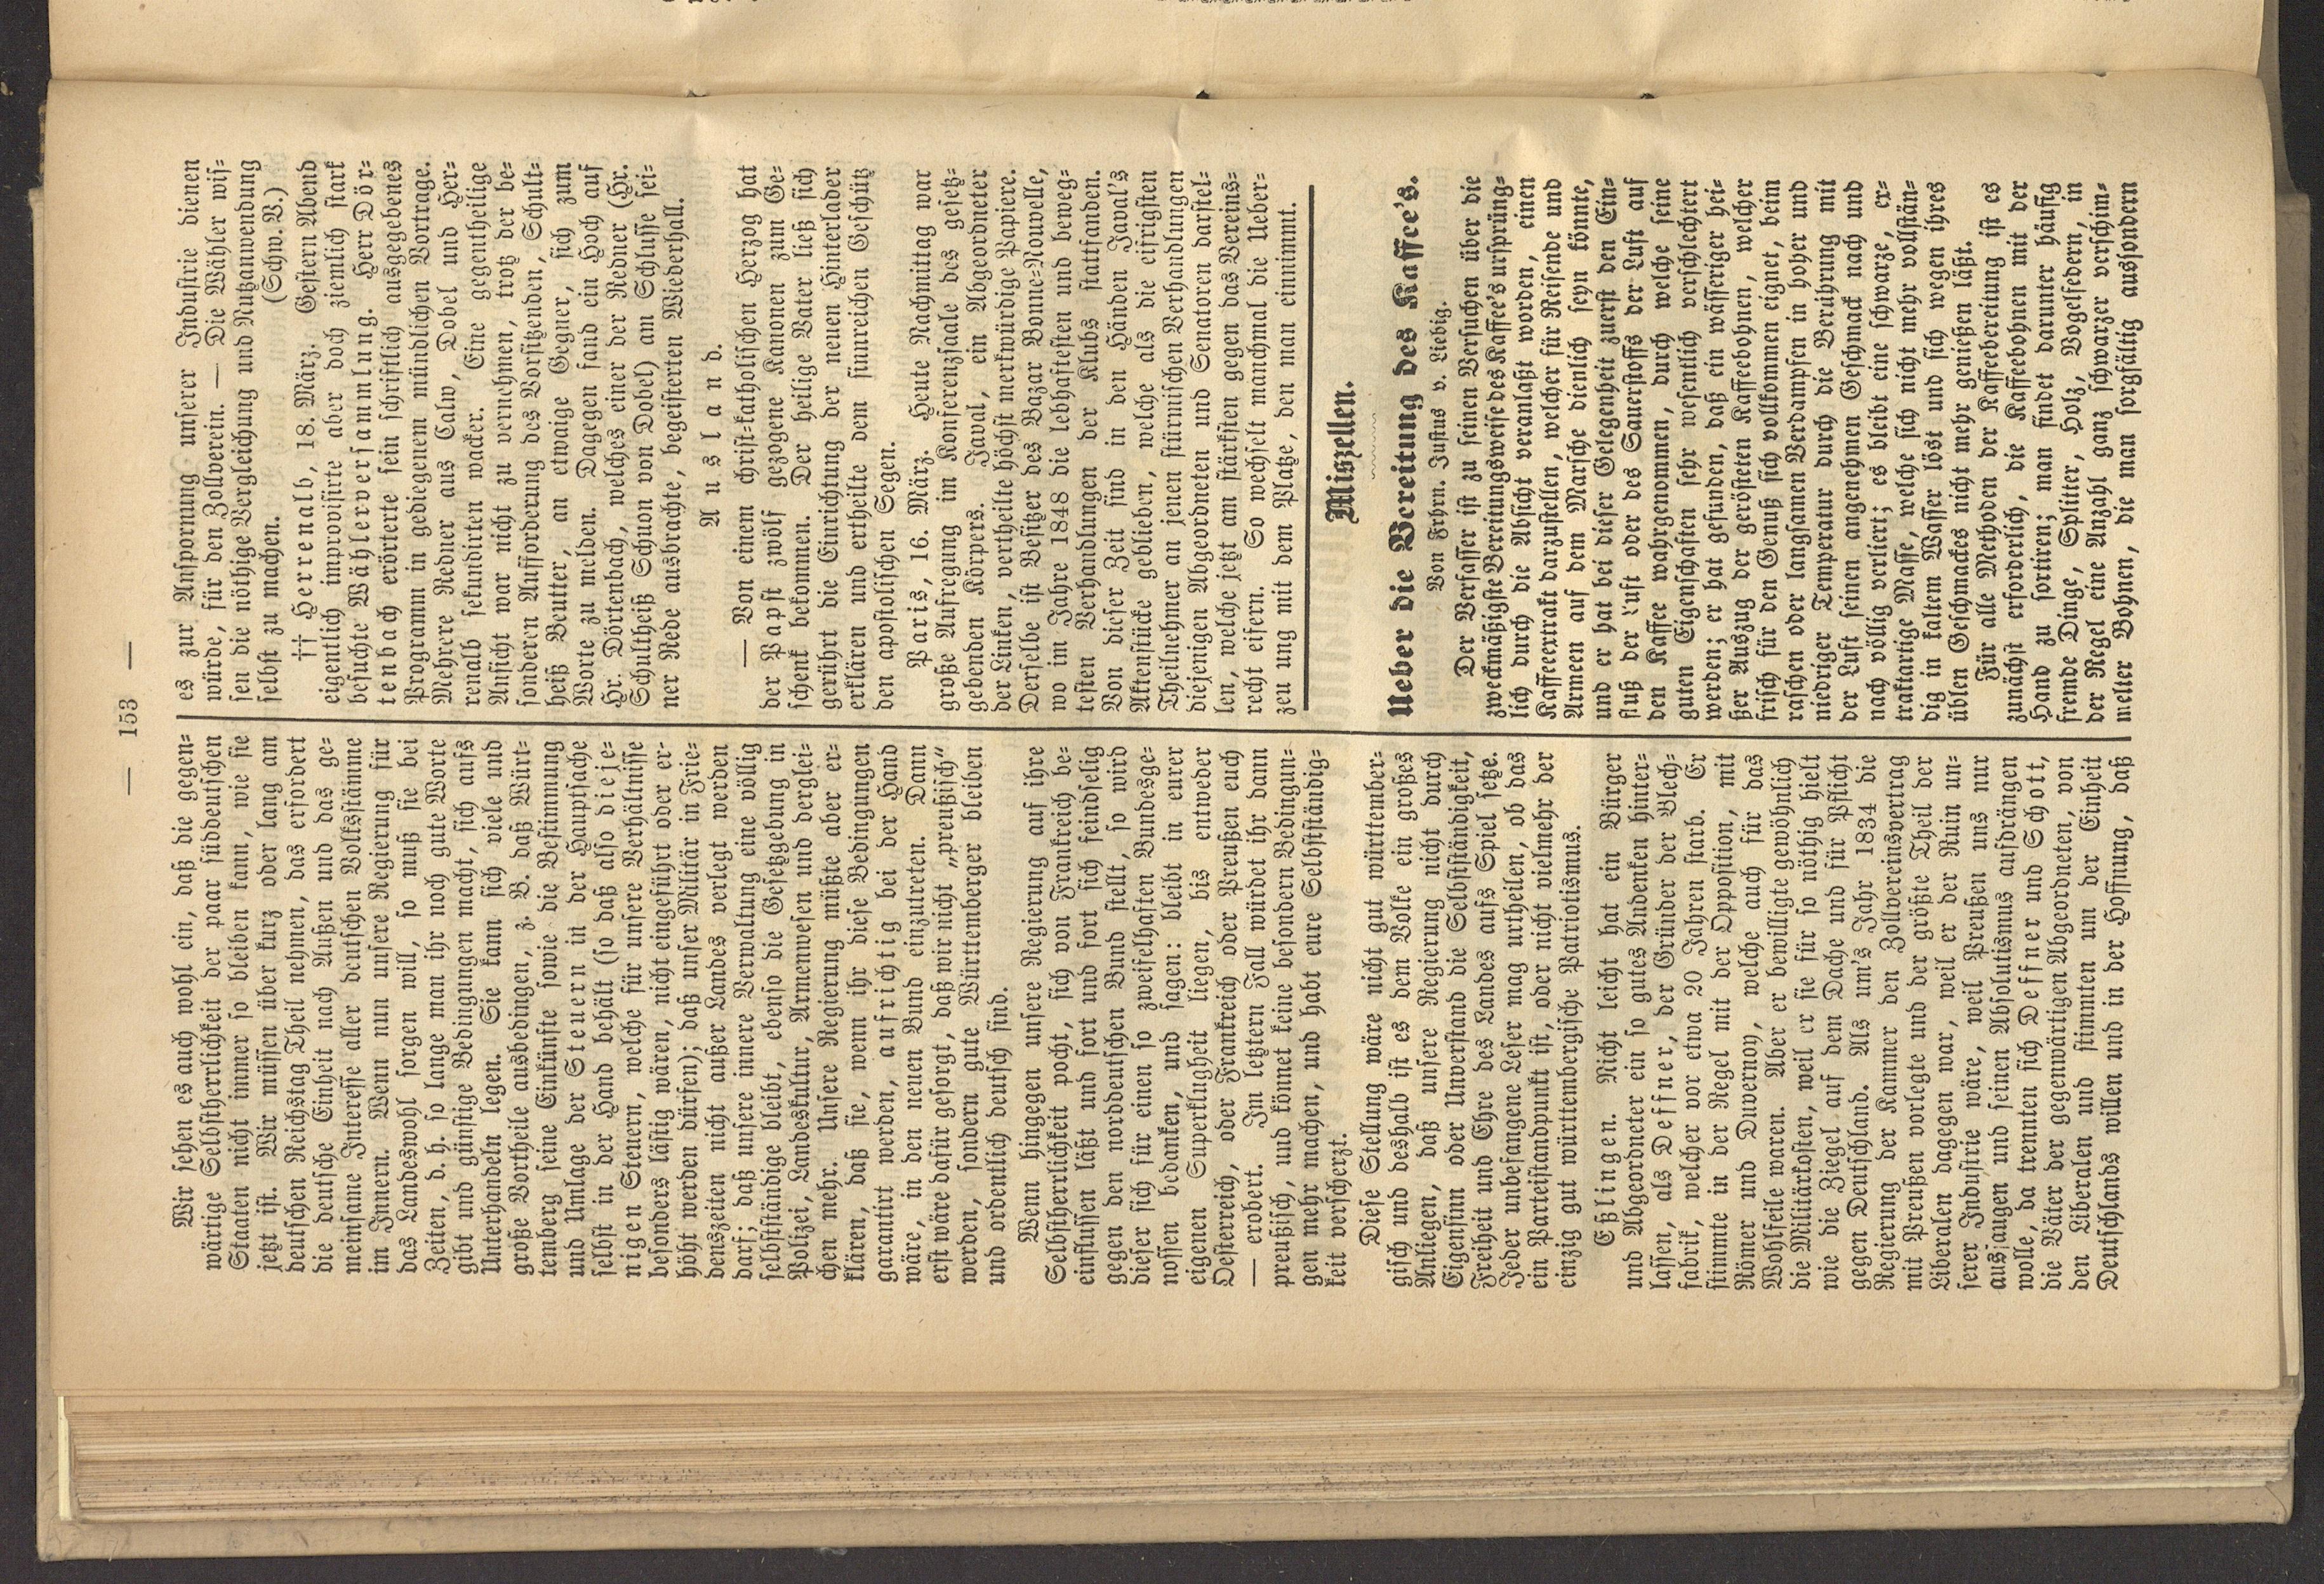 — 153 —
Wir sehen es auch wohl ein, daß die gegen-
wärtige Selbstherrlichkeit der paar süddeutschen
Staaten nicht immer so bleiben kann, wie sie
jetzt ist. Wir müssen über kurz oder lang am
deutschen Reichstag Theil nehmen, das erfordert
die deutsche Einheit nach Außen und das ge-
meinsame Interesse aller deutschen Volksstämme
im Innern. Wenn nun unsere Regierung für
das Landeswohl sorgen will, so muß sie bei
Zeiten, d. h. so lange man ihr noch gute Worte
gibt und günstige Bedingungen macht, sich aufs
Unterhandeln legen. Sie kann sich viele und
große Vortheile ausbedingen, z. B. daß Würt-
temberg seine Einkünfte sowie die Bestimmung
und Umlage der Steuern in der Hauptsache
selbst in der Hand behält (so daß also dieje-
nigen Steuern, welche für unsere Verhältnisse
besonders lästig wären, nicht eingeführt oder er-
höht werden dürfen); daß unser Militär in Frie-
denszeiten nicht außer Landes verlegt werden
darf; daß unsere innere Verwaltung eine völlig
selbstständige bleibt, ebenso die Gesetzgebung in
Polizei, Landeskultur, Armenwesen und derglei-
chen mehr. Unsere Regierung müßte aber er-
klären, daß sie, wenn ihr diese Bedingungen
garantirt werden, aufrichtig bei der Hand
wäre, in den neuen Bund einzutreten. Dann
erst wäre dafür gesorgt, daß wir nicht „preußisch"
werden, sondern gute Württemberger bleiben
und ordentlich deutsch sind.
Wenn hingegen unsere Regierung auf ihre
Selbstherrlichkeit pocht, sich von Frankreich be-
einflussen läßt und fort und fort sich feindselig
gegen den norddeutschen Bund stellt, so wird
dieser sich für einen so zweifelhaften Bundesge-
nossen bedanken, und sagen: bleibt in eurer
eigenen Superklugheit liegen, bis entweder
Oesterreich, oder Frankreich oder Preußen euch
— erobert. Im letztern Fall würdet ihr dann
preußisch, und könnet keine besondern Bedingun-
gen mehr machen, und habt eure Selbstständig-
keit verscherzt.
Diese Stellung wäre nicht gut württember-
gisch und deshalb ist es dem Volke ein großes
Anliegen, daß unsere Regierung nicht durch
Eigensinn oder Unverstand die Selbstständigkeit,
Freiheit und Ehre des Landes aufs Spiel setze.
Jeder unbefangene Leser mag urtheilen, ob das
ein Parteistandpunkt ist, oder nicht vielmehr der
einzig gut württembergische Patriotismus.
Eßlingen. Nicht leicht hat ein Bürger
und Abgeordneter ein so gutes Andenken hinter-
lassen, als Deffner, der Gründer der Blech-
fabrik, welcher vor etwa 20 Jahren starb. Er
stimmte in der Regel mit der Opposition, mit
Römer und Duvernoy, welche auch für das
Wohlfeile waren. Aber er bewilligte gewöhnlich
die Militärkosten, weil er sie für so nöthig hielt
wie die Ziegel auf dem Dache und für Pflicht
gegen Deutschland. Als um's Jahr 1834 die
Regierung der Kammer den Zollvereinsvertrag
mit Preußen vorlegte und der größte Theil der
Liberalen dagegen war, weil er der Ruin un-
serer Industrie wäre, weil Preußen uns nur
aussaugen und seinen Absolutismus aufdrängen
wolle, da trennten sich Deffner und Schott,
die Väter der gegenwärtigen Abgeordneten, von
den Liberalen und stimmten um der Einheit
Deutschlands willen und in der Hoffnung, daß
es zur Anspornung unserer Industrie dienen
würde, für den Zollverein. — Die Wähler wis-
sen die nöthige Vergleichung und Nutzanwendung
selbst zu machen. (Schw. V.)
†† Herrenalb, 18. März. Gestern Abend
eigentlich improvisirte aber doch ziemlich stark
besuchte Wählerversammlung. Herr Dör-
tenbach erörterte sein schriftlich ausgegebenes
Programm in gediegenem mündlichen Vortrage.
Mehrere Redner aus Calw, Dobel und Her-
renalb sekundirten wacker. Eine gegentheilige
Ansicht war nicht zu vernehmen, trotz der be-
sonderen Aufforderung des Vorsitzenden, Schult-
heiß Beutter, an etwaige Gegner, sich zum
Worte zu melden. Dagegen fand ein Hoch auf
Hr. Dörtenbach, welches einer der Redner (Hr.
Schultheiß Schuon von Dobel) am Schlusse sei-
ner Rede ausbrachte, begeisterten Wiederhall.
Ausland.
— Von einem christ-katholischen Herzog hat
der Papst zwölf gezogene Kanonen zum Ge-
schenk bekommen. Der heilige Vater ließ sich
gerührt die Einrichtung der neuen Hinterlader
erklären und ertheilte dem sinnreichen Geschütz
den apostolischen Segen.
Paris, 16. März. Heute Nachmittag war
große Aufregung im Konferenzsaale des gesetz-
gebenden Körpers. Javal, ein Abgeordneter
der Linken, vertheilte höchst merkwürdige Papiere.
Derselbe ist Besitzer des Bazar Bonne-Nouvelle,
wo im Jahre 1848 die lebhaftesten und beweg-
testen Verhandlungen der Klubs stattfanden.
Von dieser Zeit sind in den Händen Javal's
Aktenstücke geblieben, welche als die eifrigsten
Theilnehmer an jenen stürmischen Verhandlungen
diejenigen Abgeordneten und Senatoren darstel-
len, welche jetzt am stärksten gegen das Vereins-
recht eifern. So wechselt manchmal die Ueber-
zeu ung mit dem Platze, den man einnimmt.
Miszellen.
Ueber die Bereitung des Kaffee's.
Von Frhrn. Justus v. Liebig.
Der Verfasser ist zu seinen Versuchen über die
zweckmäßigste Bereitungsweise des Kaffee's ursprüng-
lich durch die Absicht veranlaßt worden, einen
Kaffeeextrakt darzustellen, welcher für Reisende und
Armeen auf dem Marsche dienlich seyn könnte,
und er hat bei dieser Gelegenheit zuerst den Ein-
fluß der Luft oder des Sauerstoffs der Luft auf
den Kaffee wahrgenommen, durch welche seine
guten Eigenschaften sehr wesentlich verschlechtert
werden; er hat gefunden, daß ein wässeriger hei-
ßer Auszug der gerösteten Kaffeebohnen, welcher
frisch für den Genuß sich vollkommen eignet, beim
raschen oder langsamen Verdampfen in hoher und
niedriger Temperatur durch die Berührung mit
der Luft seinen angenehmen Geschmack nach und
nach völlig verliert; es bleibt eine schwarze, ex-
traktartige Masse, welche sich nicht mehr vollstän-
dig in kaltem Wasser löst und sich wegen ihres
üblen Geschmackes nicht mehr genießen läßt.
Für alle Methoden der Kaffeebereitung ist es
zunächst erforderlich, die Kaffeebohnen mit der
Hand zu sortiren; man findet darunter häufig
fremde Dinge, Splitter, Holz, Vogelfedern, in
der Regel eine Anzahl ganz schwarzer verschim-
melter Bohnen, die man sorgfältig aussondern